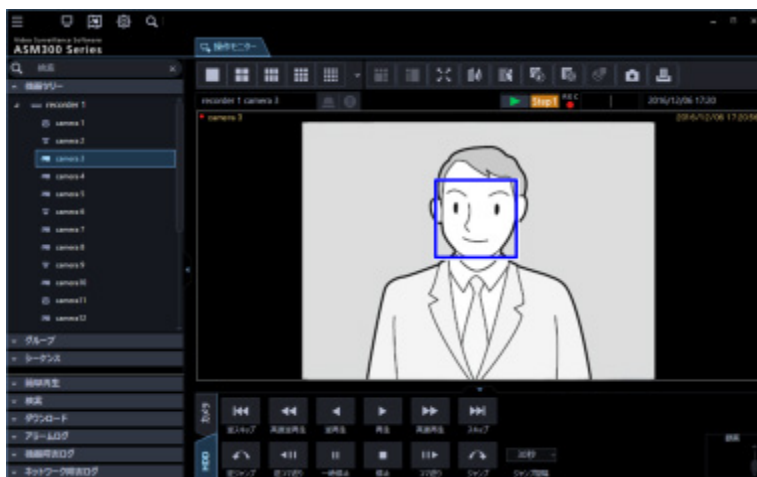 Video Surveillance Software
ASM300 Series
操作モニター
検索
機器ツリー
recorder 1
camera 1
camera 2
camera 3
camera 4
camera 5
camera 6
camera 7
camera 8
camera 9
camera10
camera11
camera12
グループ
シーケンス
簡単再生
検索
ダウンロード
アラームログ
機器障害ログ
ネットワーク障害ログ
recorder 1 camera 3
Step1
REC
2016/12/06 17:20
camera 3
2016/12/06 17:20:56
カメラ
HDD
逆スキップ
高速逆再生
逆再生
再生
高速再生
スキップ
逆ジャンプ
逆コマ送り
一時停止
停止
コマ送り
ジャンプ
30秒
ジャンプ間隔
録画